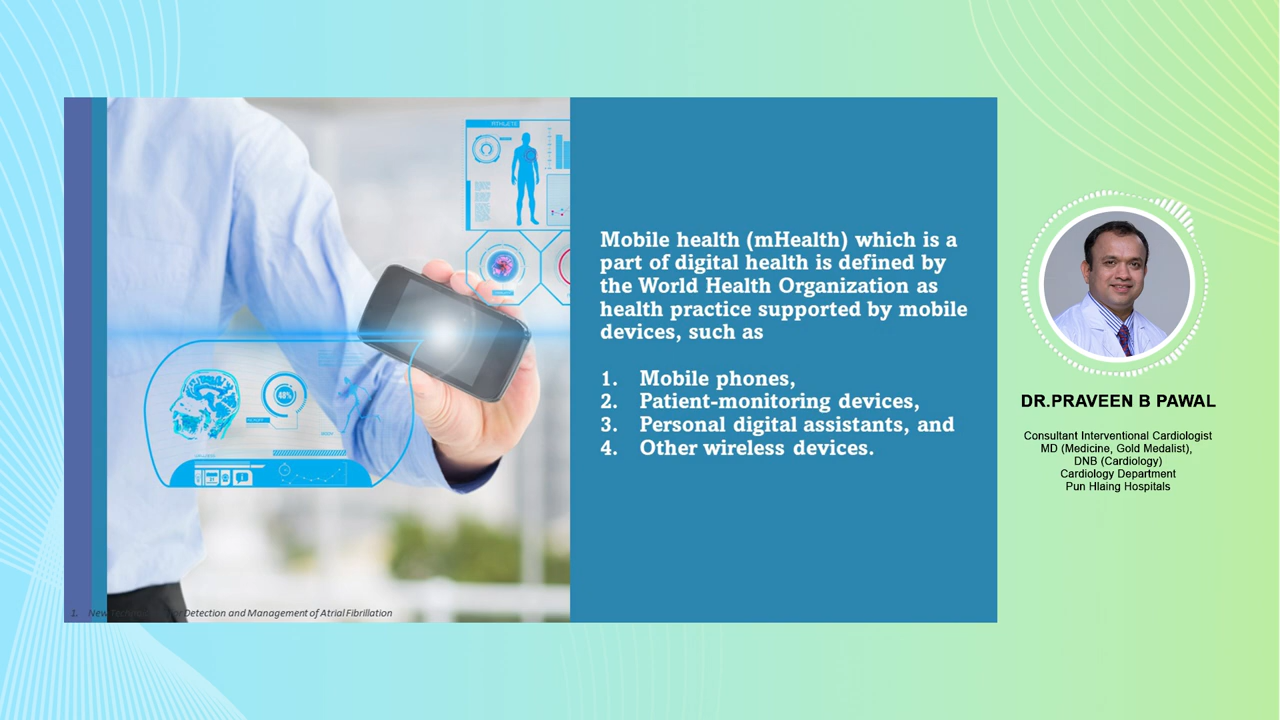 ATHLETE
Mobile health (mHealth) which is a
part of digital health is defined by
the World Health Organization as
health practice supported by mobile
devices, such as
1. Mobile phones,
2. Patient-monitoring devices,
3. Personal digital assistants, and
4. Other wireless devices.
48%
1. New Detection and Management of Atrial Fibrillation
DR.PRAVEEN B PAWAL
Consultant Interventional Cardiologist
MD (Medicine, Gold Medalist),
DNB (Cardiology)
Cardiology Department
Pun Hlaing Hospitals